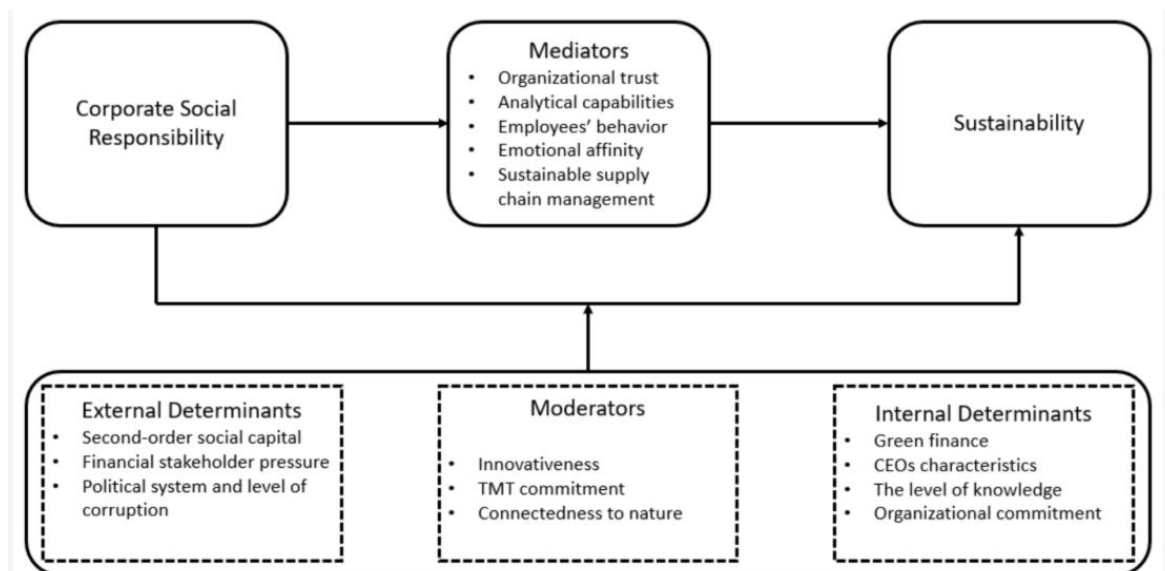 Corporate Social
Responsibility
Mediators
• Organizational trust
• Analytical capabilities
• Employees' behavior
• Emotional affinity
• Sustainable supply
chain management
Sustainability
External Determinants
• Second-order social capital
• Financial stakeholder pressure
• Political system and level of
corruption
Moderators
• Innovativeness
• TMT commitment
• Connectedness to nature
Internal Determinants
• Green finance
• CEOs characteristics
• The level of knowledge
• Organizational commitment